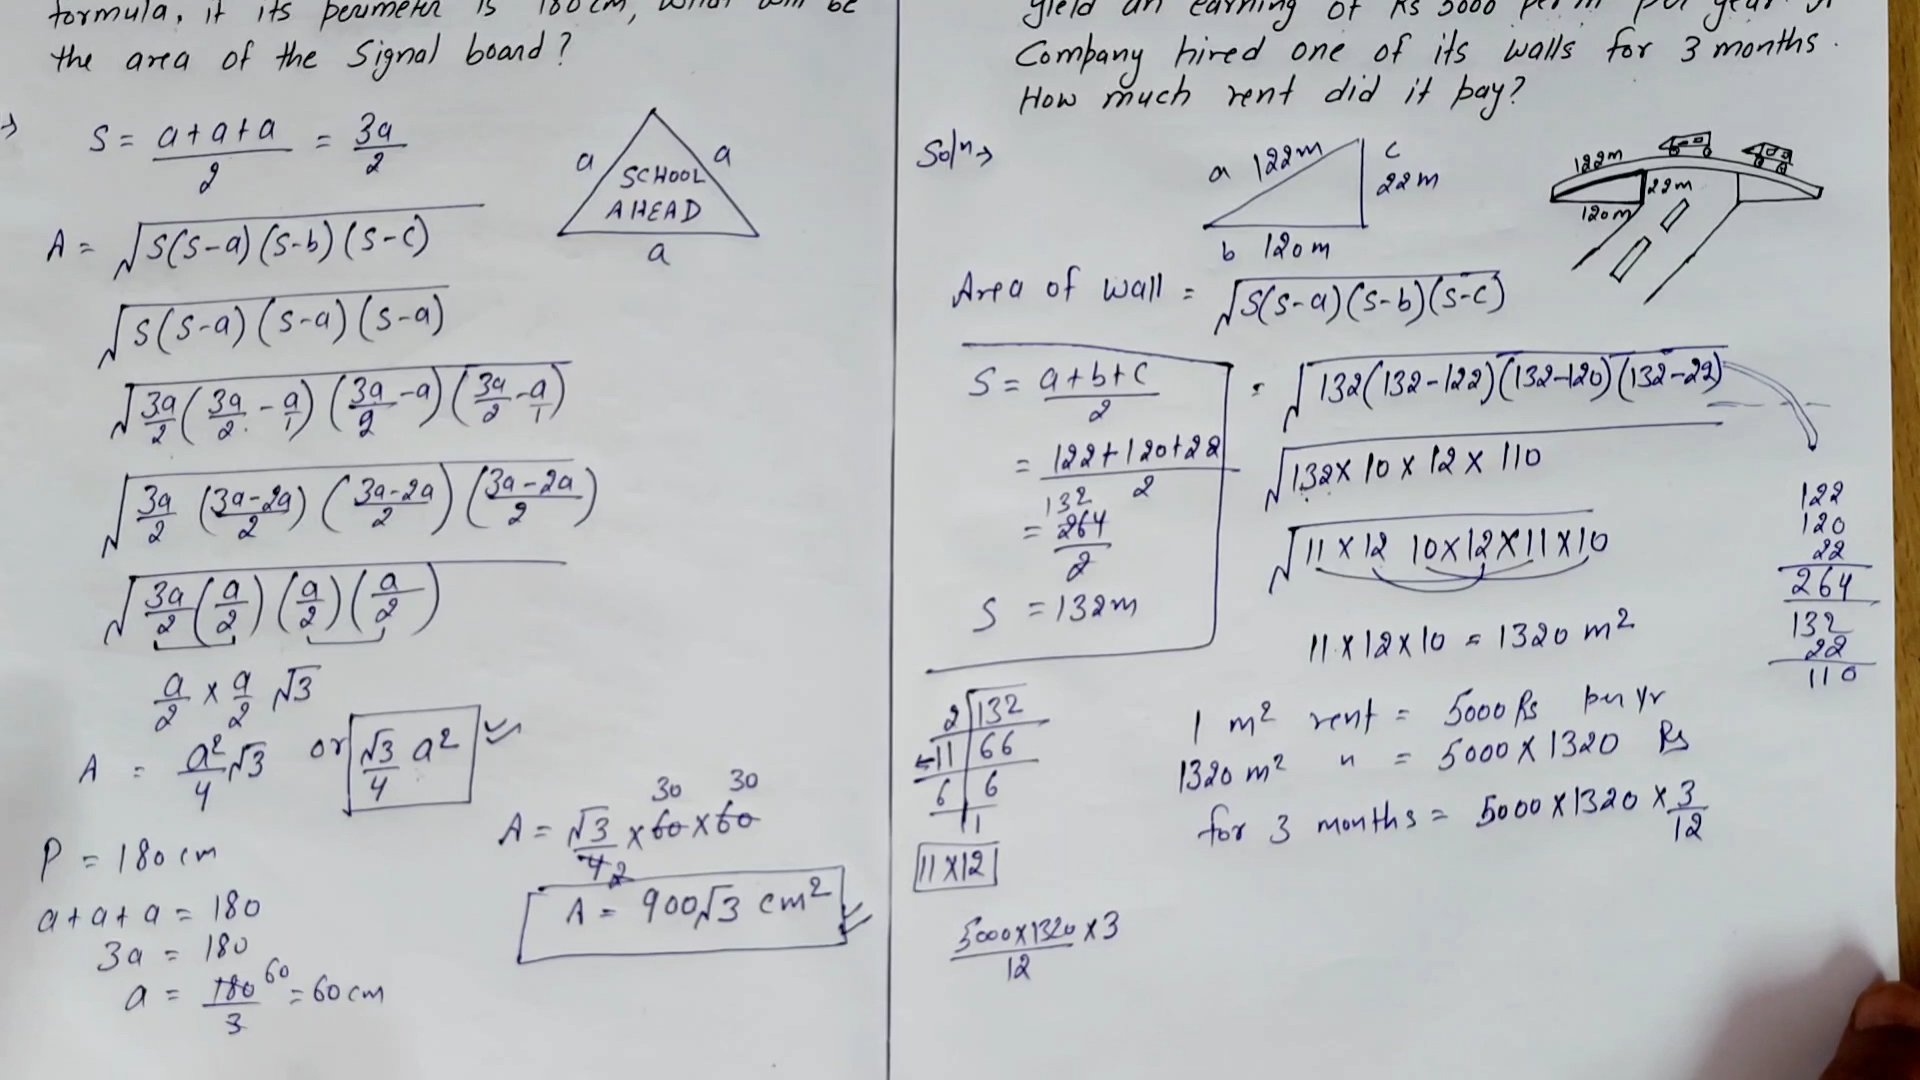 formula. if its perimeter is 180cm, what will be
the area of the Signal board?
S = a+a+a/2 = 3a/2
a a
SCHOOL
AHEAD
a
A = √S(S-a)(S-b)(S-c)
√S(S-a)(S-a)(S-a)
√3a/2(3a/2-a/1)(3a/2-a)(3a/2-a/1)
√3a/2(3a-2a/2)(3a-2a/2)(3a-2a/2)
√3a/2(a/2)(a/2)(a/2)
a/2 × a/2 √3
A = a²/4√3 or √3/4 a²
P = 180cm
a+a+a = 180
3a = 180
a = 180/3 60 = 60cm
30 30
A = √3/4 2 × 60 × 60
A = 900√3 cm²
yield an earning of Rs 5000 per m² per year. A
Company hired one of its walls for 3 months.
How much rent did it pay?
Solⁿ→
a 122m
c
22m
b 120m
122m
22m
120m
Area of wall = √S(S-a)(S-b)(S-c)
S = a+b+c/2
= 122+120+22/2
132
= 264/2
S = 132m
= √132(132-122)(132-120)(132-22)
√132×10×12×110
√11×12 10×12×11×10
11×12×10 = 1320 m²
122
120
22
264
132
22
110
2 132
11 66
6 6
1
11×12
1 m² rent = 5000 Rs per yr
1320 m² " = 5000×1320 Rs
for 3 months = 5000×1320×3/12
5000×1320/12 ×3